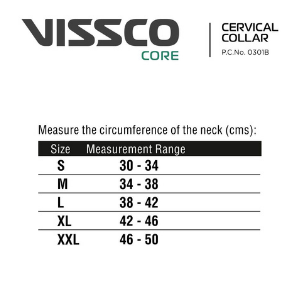 VISSCO
CORE
CERVICAL
COLLAR
P.C.No. 0301B
Measure the circumference of the neck (cms):
Size Measurement Range
S 30 - 34
M 34 - 38
L 38 - 42
XL 42 - 46
XXL 46 - 50